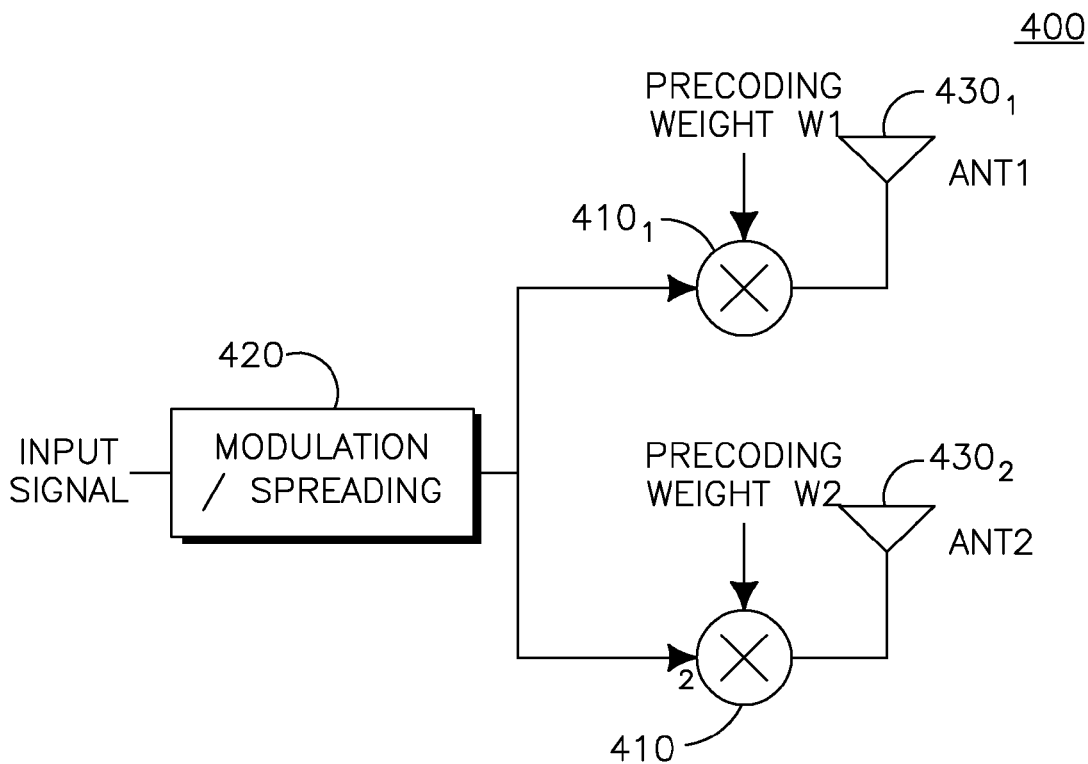 400
PRECODING
WEIGHT W1
430₁
ANT1
410₁
420
INPUT
SIGNAL
MODULATION
/ SPREADING
PRECODING
WEIGHT W2
430₂
ANT2
2
410